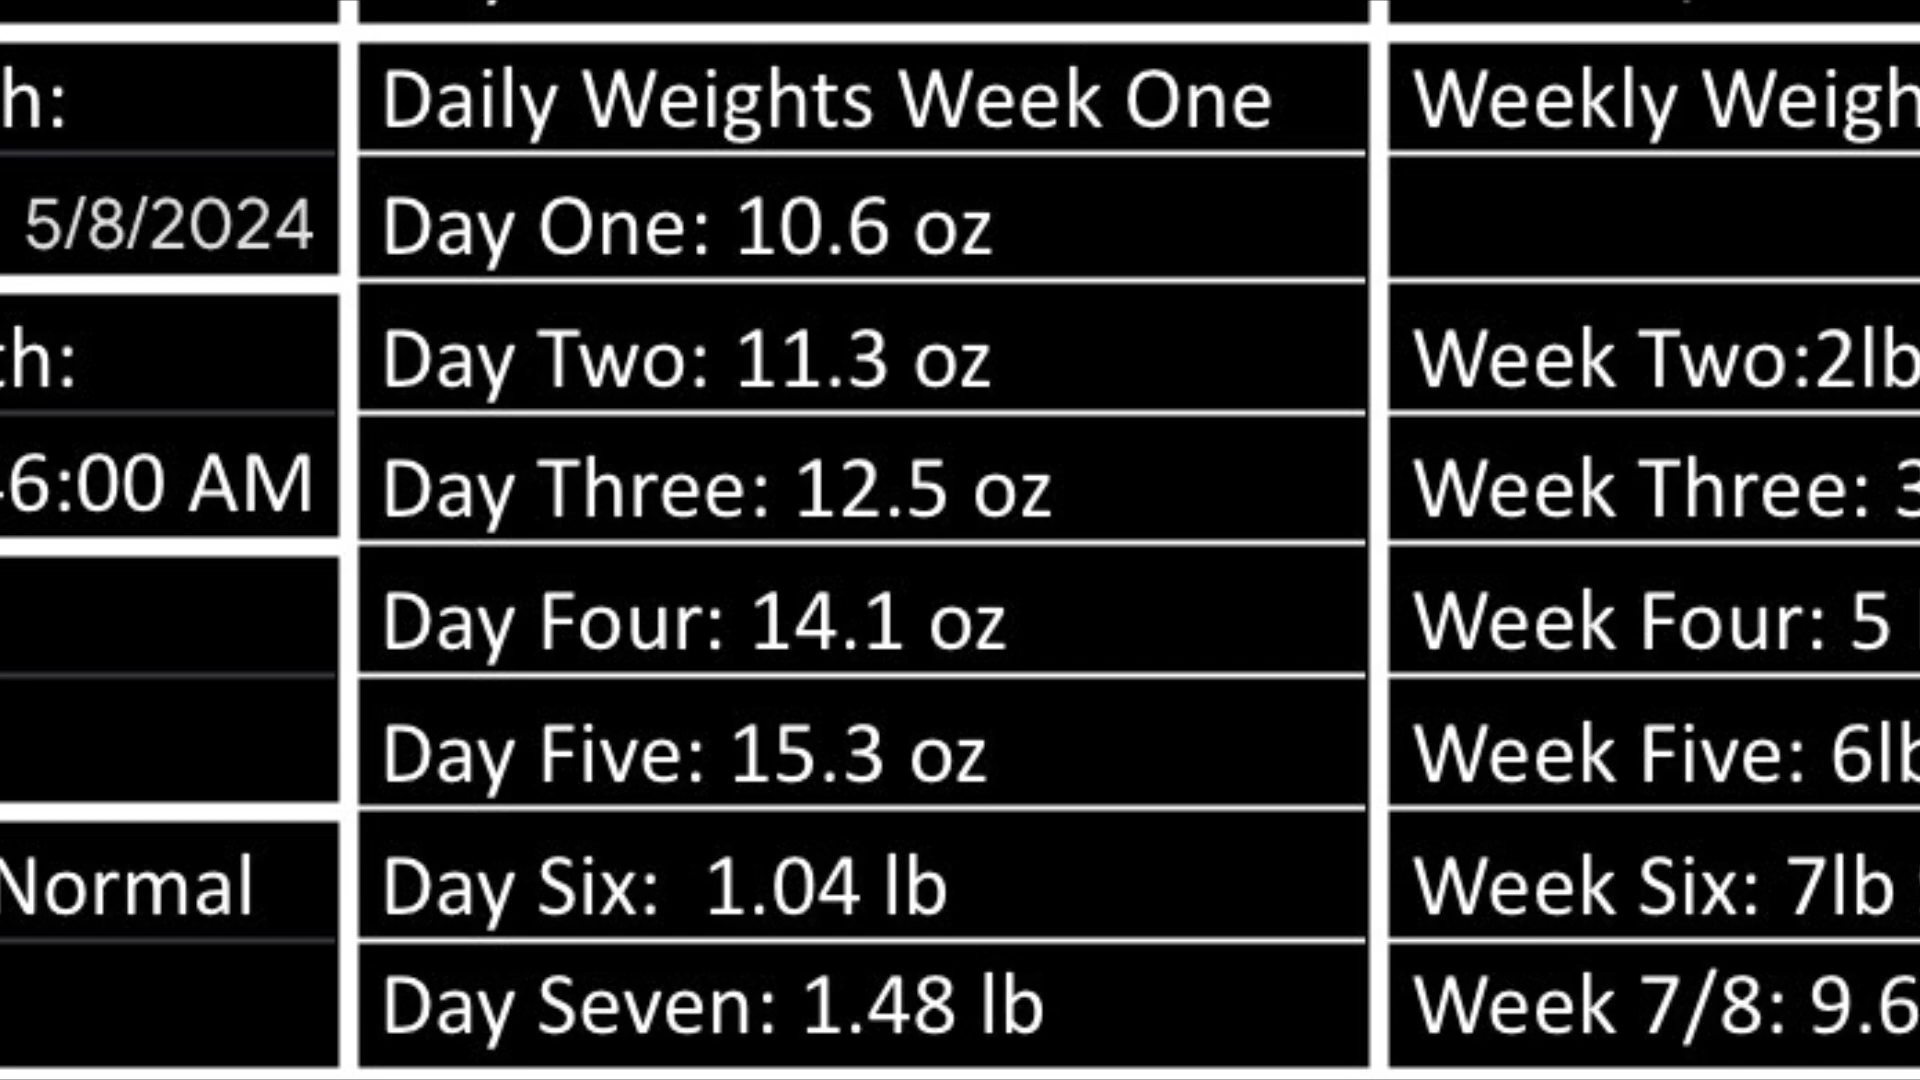 h:
5/8/2024
th:
6:00 AM
Normal
Daily Weights Week One
Day One: 10.6 oz
Day Two: 11.3 oz
Day Three: 12.5 oz
Day Four: 14.1 oz
Day Five: 15.3 oz
Day Six:  1.04 lb
Day Seven: 1.48 lb
Weekly Weigh
Week Two:2lb
Week Three: 3
Week Four: 5
Week Five: 6lb
Week Six: 7lb
Week 7/8: 9.6